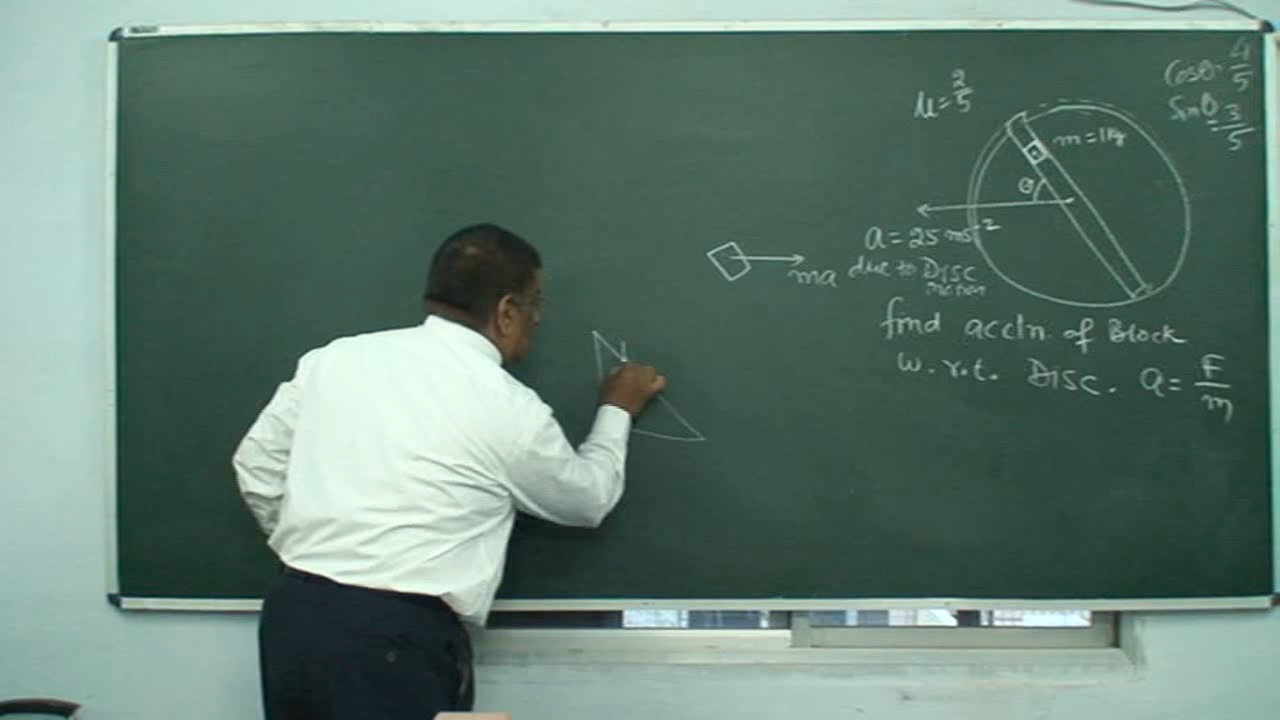 cosθ = 4/5
sinθ = 3/5
μ = 2/5
m = 1kg
θ
a = 25 ms⁻²
due to Disc
motion
ma
find accln. of Block
w.r.t. Disc. a = F/m